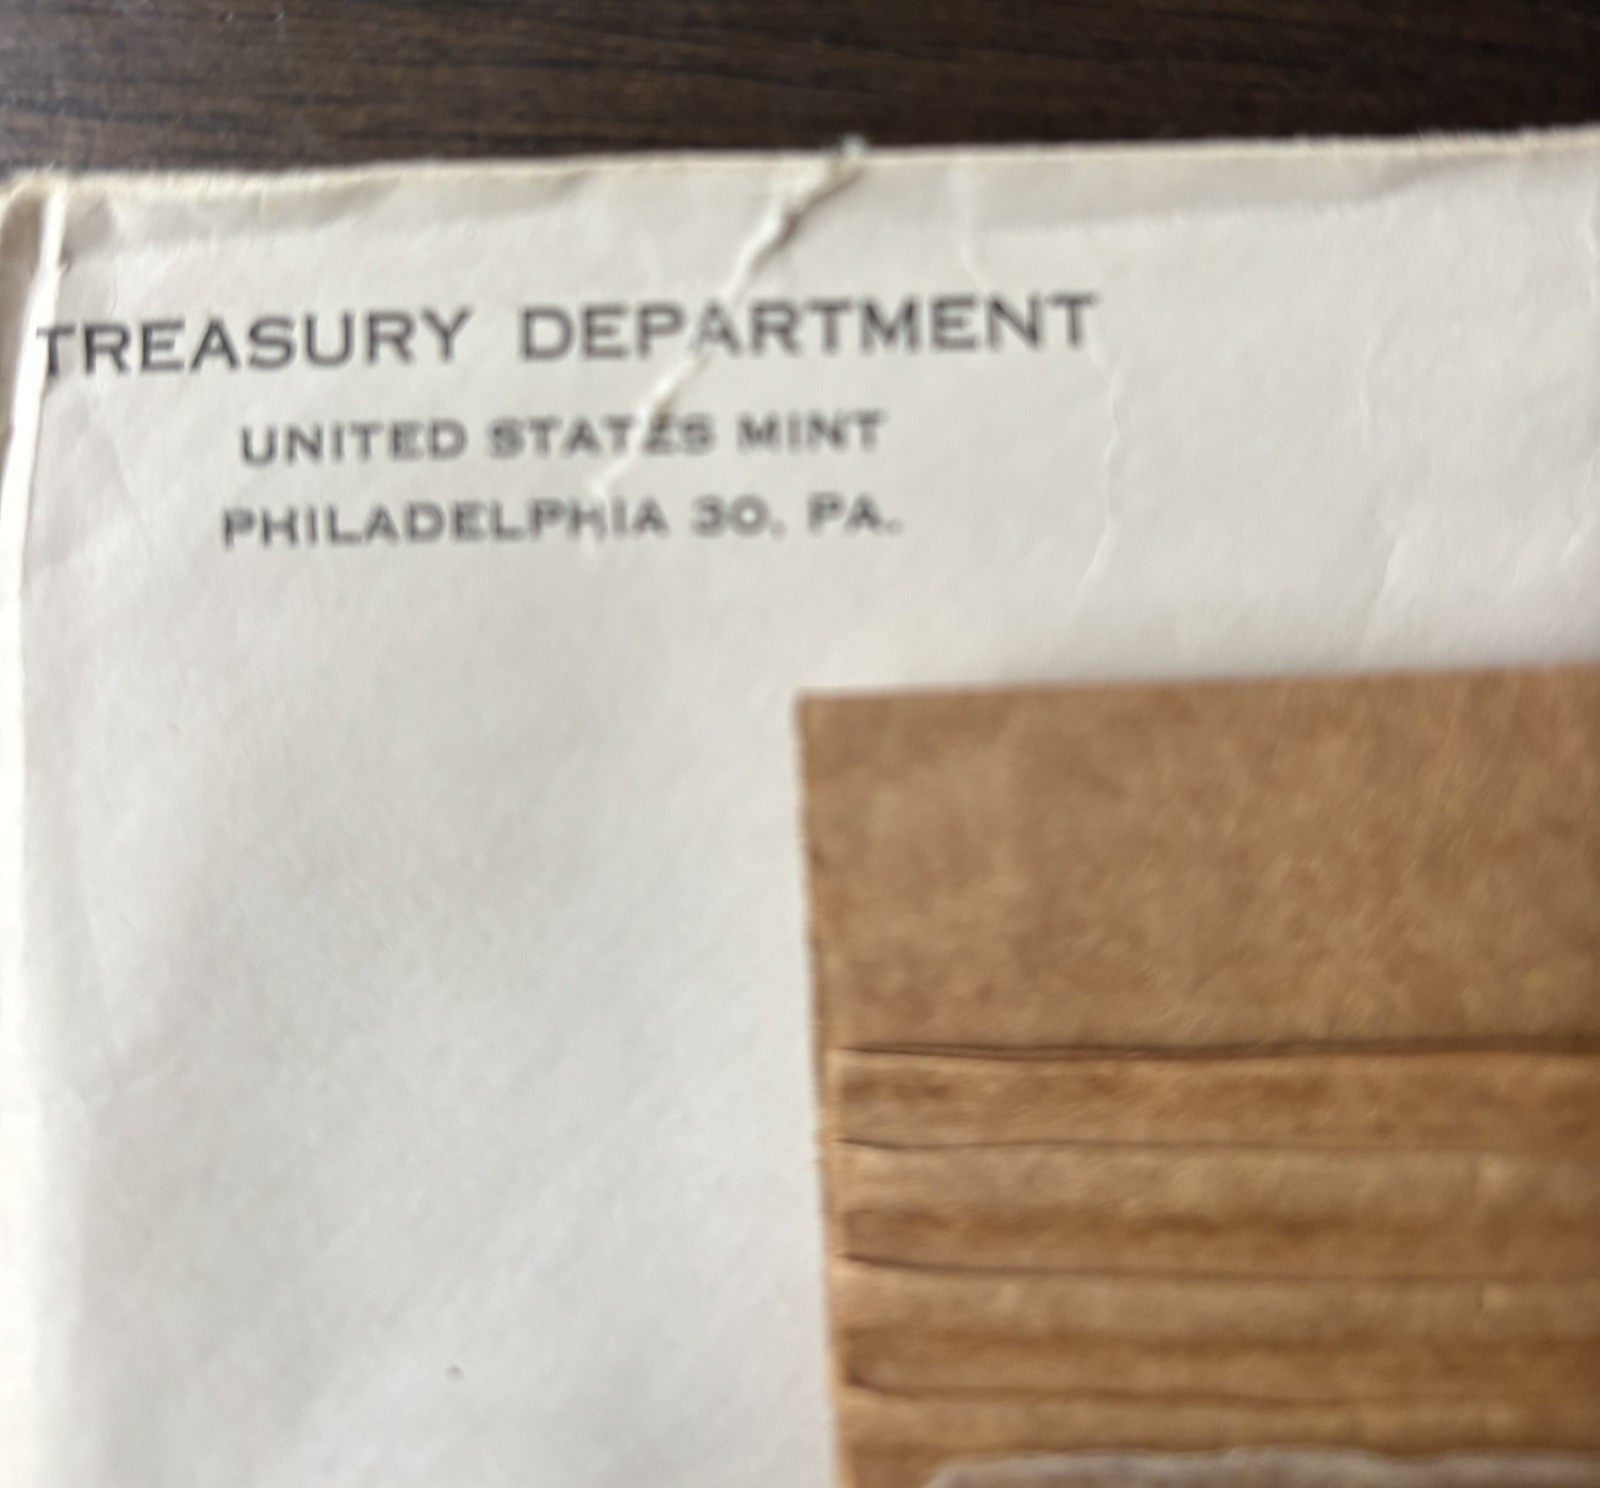 TREASURY DEPARTMENT
UNITED STATES MINT
PHILADELPHIA 30, PA.